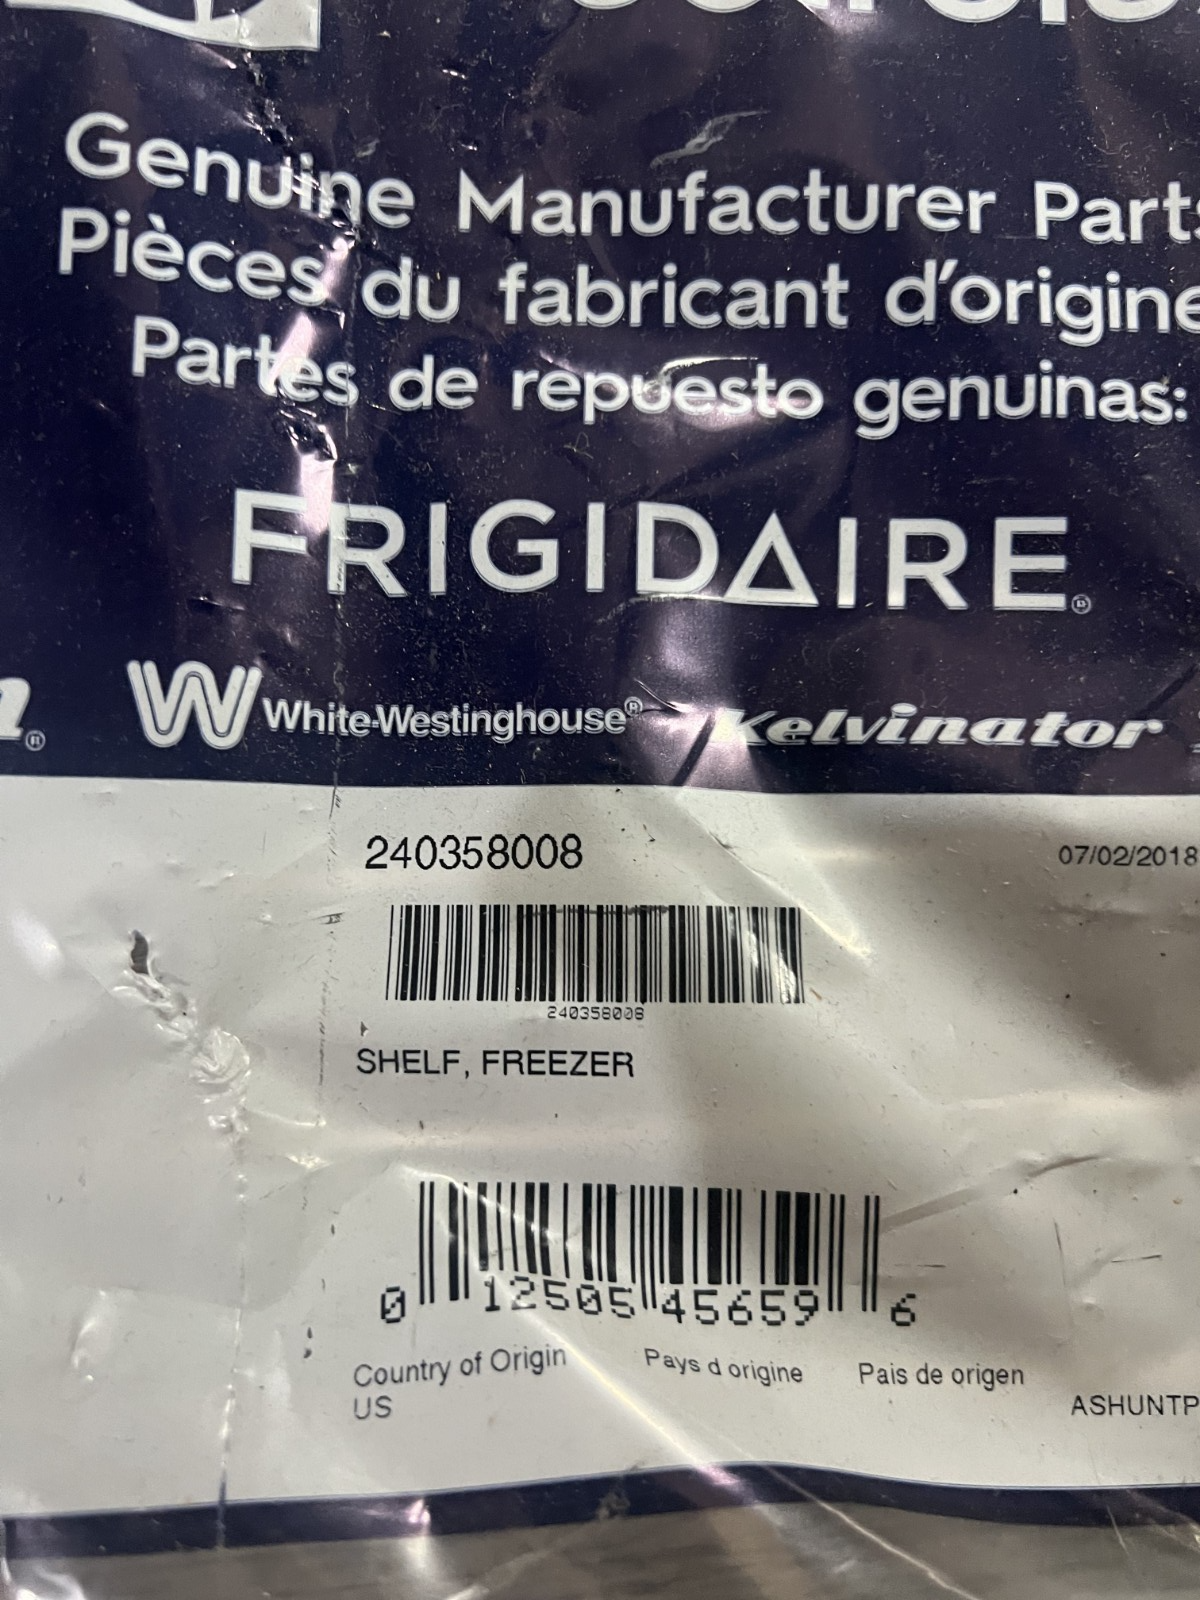 Genuine Manufacturer Parts
Pièces du fabricant d'origine
Partes de repuesto genuinas:
FRIGIDAIRE®
® White-Westinghouse® Kelvinator
240358008 07/02/2018
240358008
SHELF, FREEZER
0 12505 45659 6
Country of Origin Pays d origine Pais de origen
US
ASHUNTP